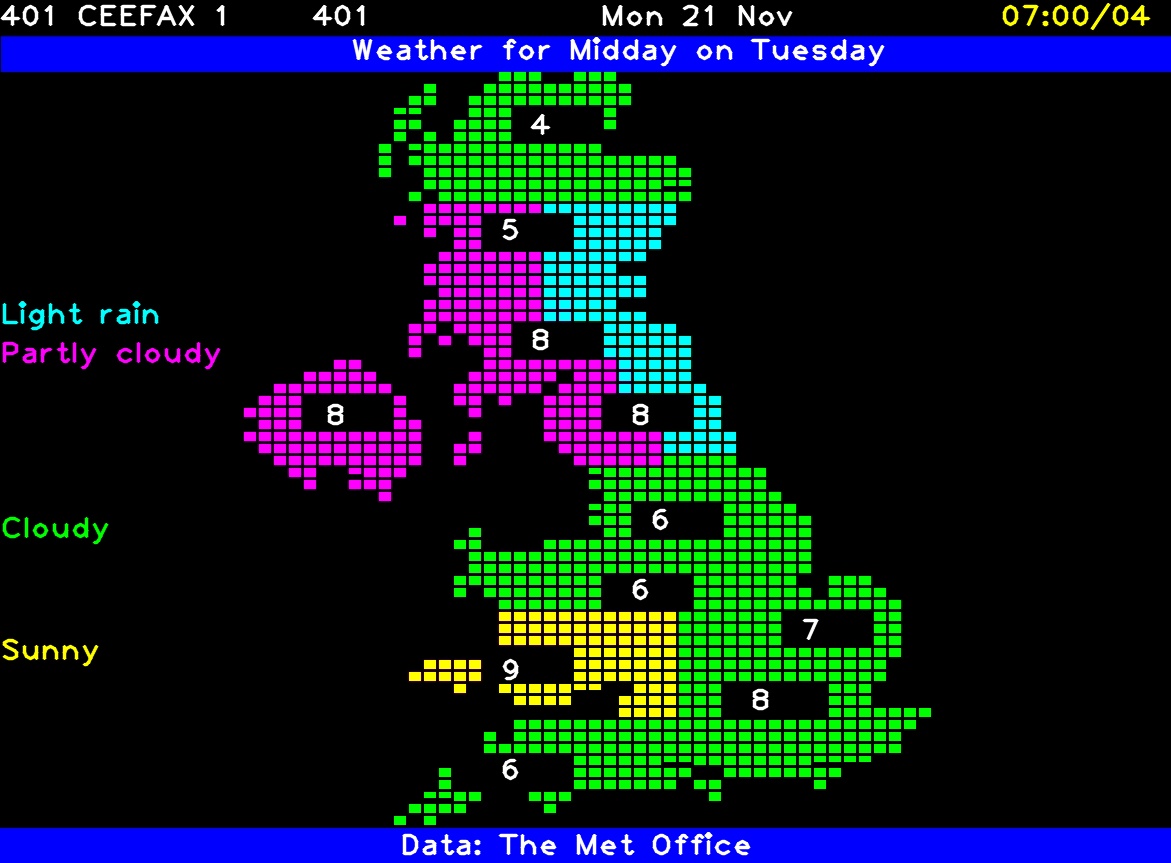 401 CEEFAX 1 401 Mon 21 Nov 07:00/04
Weather for Midday on Tuesday
4
5
Light rain
8
Partly cloudy
8 8
6
Cloudy
6
7
Sunny
9
8
6
Data: The Met Office